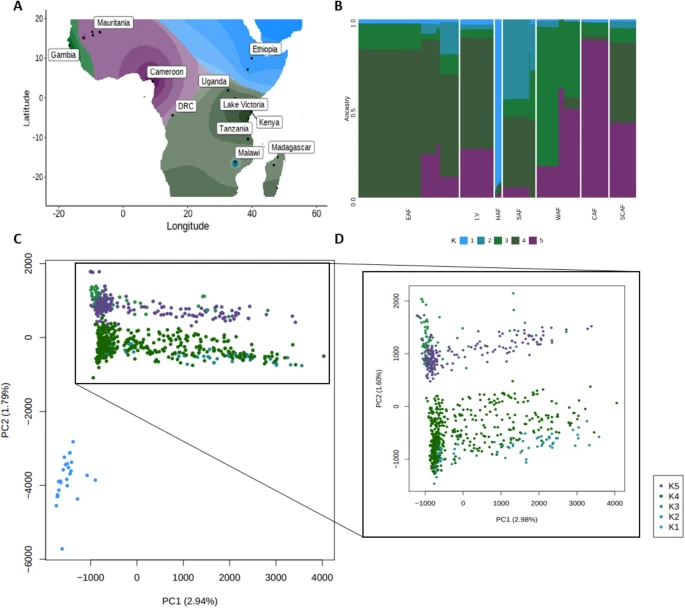 A
20
10
0
-10
-20
Latitude
-20 0 20 40 60
Longitude
Mauritania
Gambia
Cameroon
Ethiopia
Uganda
DRC
Lake Victoria
Kenya
Tanzania
Malawi
Madagascar
B
1.0
0.5
0.0
Ancestry
EAF LV HAF SAF WAF CAF SCAF
K 1 2 3 4 5
C
2000
0
−2000
−4000
−6000
PC2 (1.79%)
−1000 0 1000 2000 3000 4000
PC1 (2.94%)
D
2000
1000
0
−1000
PC2 (1.60%)
−1000 0 1000 2000 3000 4000
PC1 (2.98%)
K5
K4
K3
K2
K1